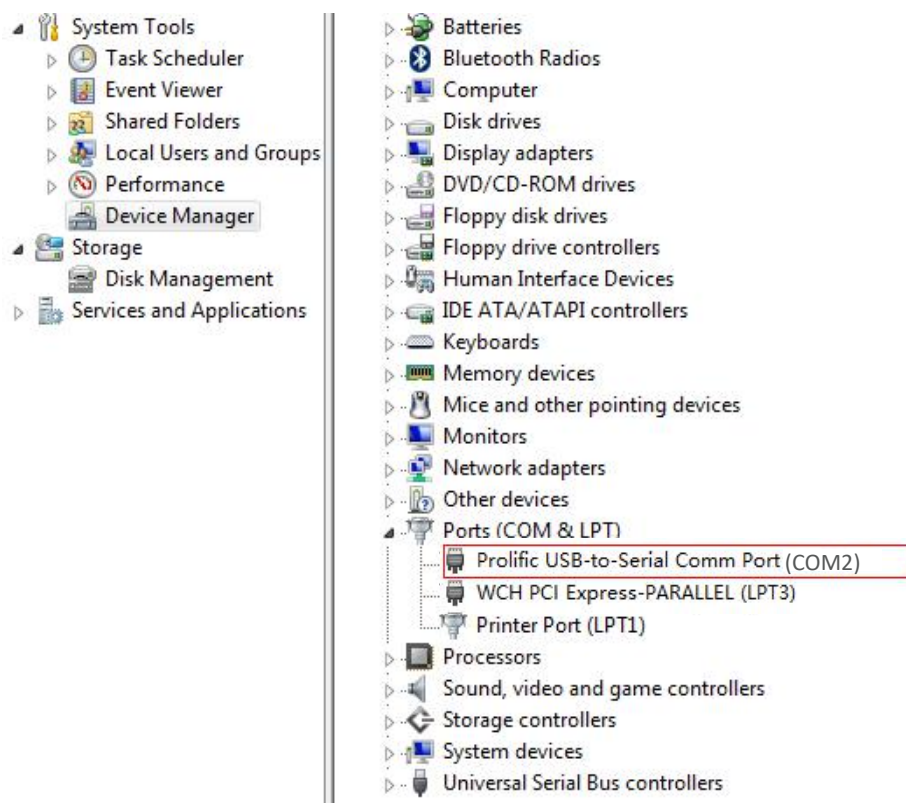 System Tools
Task Scheduler
Event Viewer
Shared Folders
Local Users and Groups
Performance
Device Manager
Storage
Disk Management
Services and Applications
Batteries
Bluetooth Radios
Computer
Disk drives
Display adapters
DVD/CD-ROM drives
Floppy disk drives
Floppy drive controllers
Human Interface Devices
IDE ATA/ATAPI controllers
Keyboards
Memory devices
Mice and other pointing devices
Monitors
Network adapters
Other devices
Ports (COM & LPT)
Prolific USB-to-Serial Comm Port (COM2)
WCH PCI Express-PARALLEL (LPT3)
Printer Port (LPT1)
Processors
Sound, video and game controllers
Storage controllers
System devices
Universal Serial Bus controllers